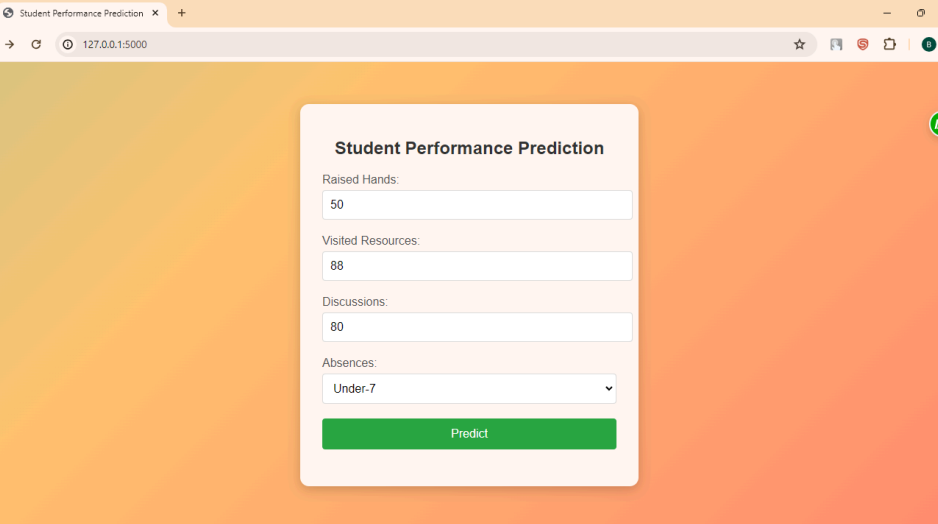 Student Performance Prediction
127.0.0.1:5000
B
Student Performance Prediction
Raised Hands:
50
Visited Resources:
88
Discussions:
80
Absences:
Under-7
Predict